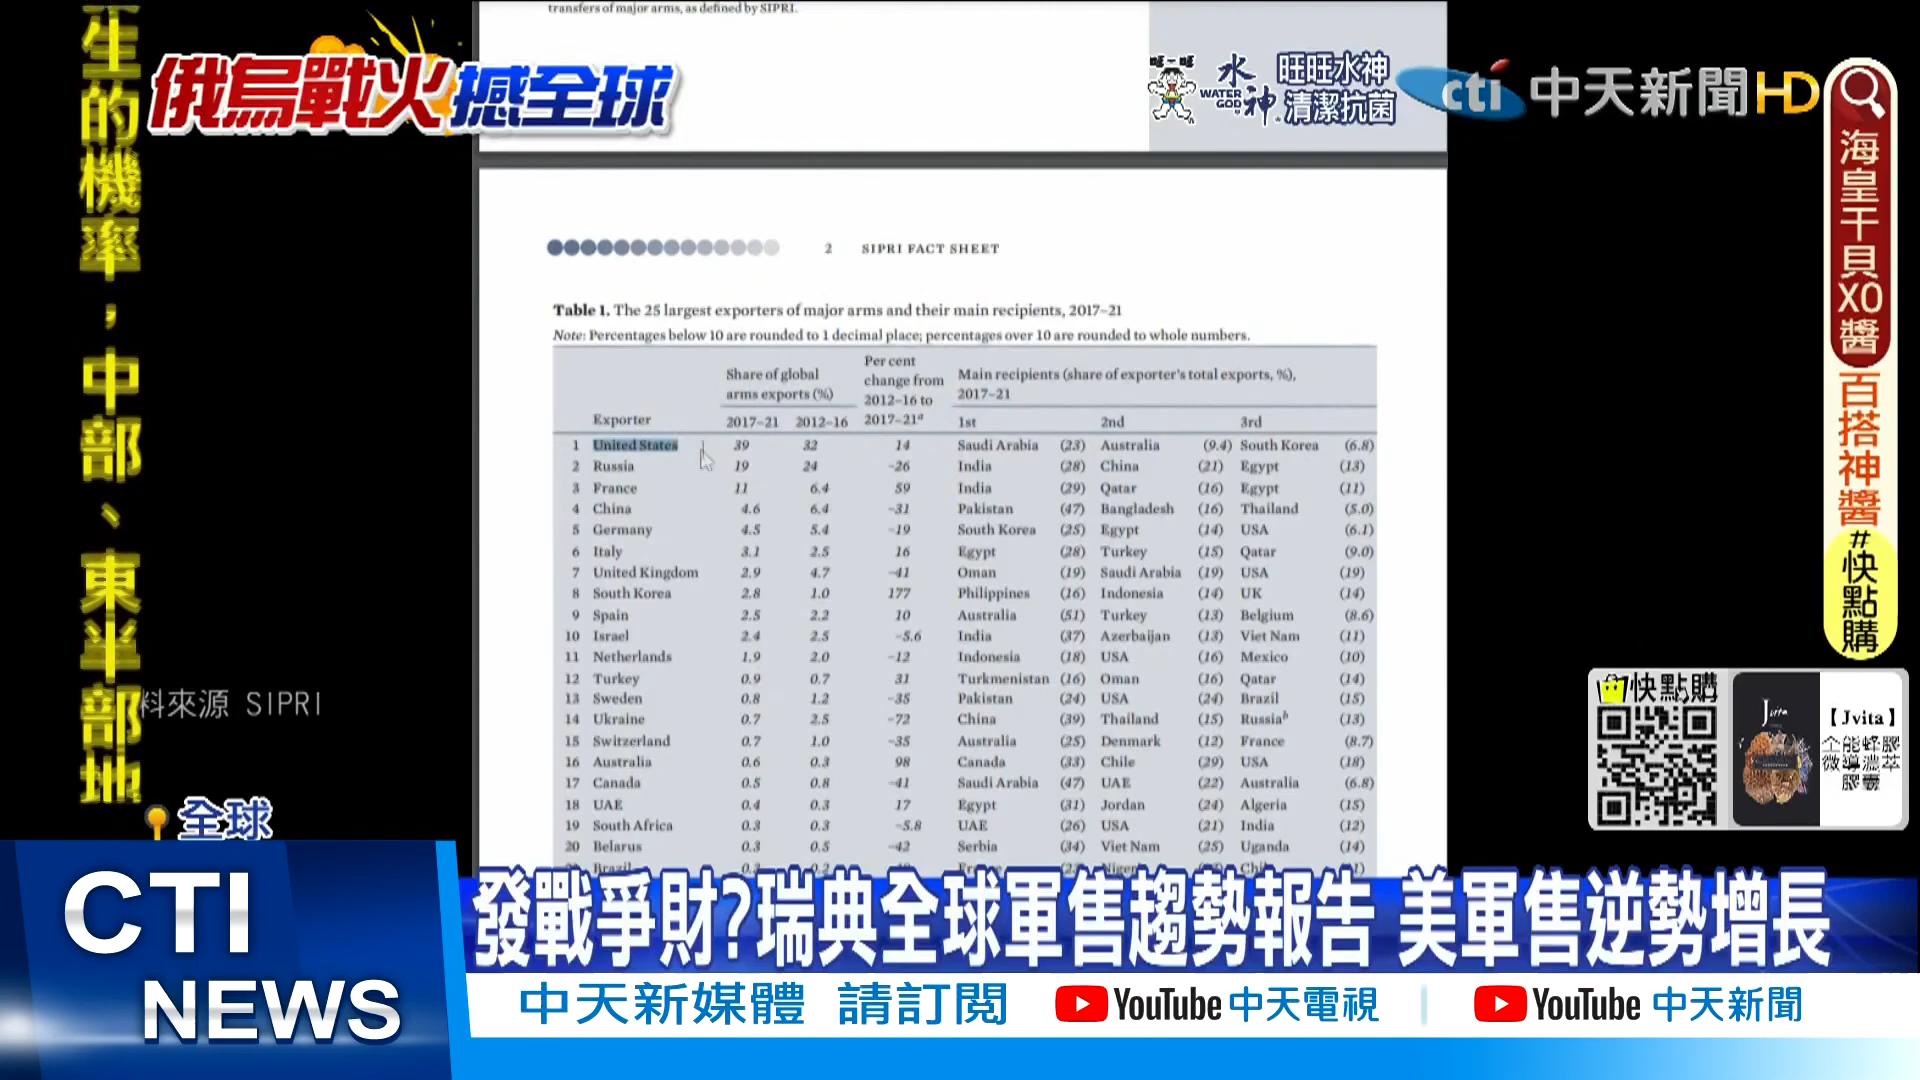 transfers of major arms, as defined by SIPRI.
俄烏戰火撼全球
旺旺 水神 WATER GOD
旺旺水神
清潔抗菌
cti 中天新聞HD
生的機率，中部、東半部地
海皇干貝XO醬
百搭神醬
#快點購
2 SIPRI FACT SHEET
Table 1. The 25 largest exporters of major arms and their main recipients, 2017–21
Note: Percentages below 10 are rounded to 1 decimal place; percentages over 10 are rounded to whole numbers.
Share of global arms exports (%) Per cent change from 2012–16 to 2017–21ᵃ Main recipients (share of exporter's total exports, %), 2017–21
Exporter 2017–21 2012–16 1st 2nd 3rd
1 United States 39 32 14 Saudi Arabia (23) Australia (9.4) South Korea (6.8)
2 Russia 19 24 –26 India (28) China (21) Egypt (13)
3 France 11 6.4 59 India (29) Qatar (16) Egypt (11)
4 China 4.6 6.4 –31 Pakistan (47) Bangladesh (16) Thailand (5.0)
5 Germany 4.5 5.4 –19 South Korea (25) Egypt (14) USA (6.1)
6 Italy 3.1 2.5 16 Egypt (28) Turkey (15) Qatar (9.0)
7 United Kingdom 2.9 4.7 –41 Oman (19) Saudi Arabia (19) USA (19)
8 South Korea 2.8 1.0 177 Philippines (16) Indonesia (14) UK (14)
9 Spain 2.5 2.2 10 Australia (51) Turkey (13) Belgium (8.6)
10 Israel 2.4 2.5 –5.6 India (37) Azerbaijan (13) Viet Nam (11)
11 Netherlands 1.9 2.0 –12 Indonesia (18) USA (16) Mexico (10)
12 Turkey 0.9 0.7 31 Turkmenistan (16) Oman (16) Qatar (14)
13 Sweden 0.8 1.2 –35 Pakistan (24) USA (24) Brazil (15)
14 Ukraine 0.7 2.5 –72 China (39) Thailand (15) Russiaᵇ (13)
15 Switzerland 0.7 1.0 –35 Australia (25) Denmark (12) France (8.7)
16 Australia 0.6 0.3 98 Canada (33) Chile (29) USA (18)
17 Canada 0.5 0.8 –41 Saudi Arabia (47) UAE (22) Australia (6.8)
18 UAE 0.4 0.3 17 Egypt (31) Jordan (24) Algeria (15)
19 South Africa 0.3 0.3 –5.8 UAE (26) USA (21) India (12)
20 Belarus 0.3 0.5 –42 Serbia (34) Viet Nam (25) Uganda (14)
Brazil
料來源 SIPRI
快點購
Jvita
【Jvita】
全能蜂膠
微導濃萃
膠囊
全球
CTI NEWS
發戰爭財?瑞典全球軍售趨勢報告 美軍售逆勢增長
中天新媒體 請訂閱 YouTube 中天電視 | YouTube 中天新聞